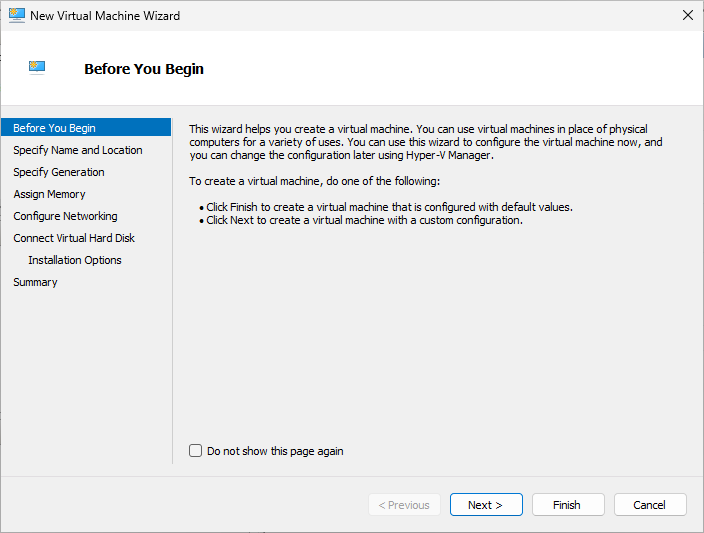 New Virtual Machine Wizard
Before You Begin
Before You Begin
Specify Name and Location
Specify Generation
Assign Memory
Configure Networking
Connect Virtual Hard Disk
Installation Options
Summary
This wizard helps you create a virtual machine. You can use virtual machines in place of physical
computers for a variety of uses. You can use this wizard to configure the virtual machine now, and
you can change the configuration later using Hyper-V Manager.
To create a virtual machine, do one of the following:
• Click Finish to create a virtual machine that is configured with default values.
• Click Next to create a virtual machine with a custom configuration.
Do not show this page again
< Previous
Next >
Finish
Cancel